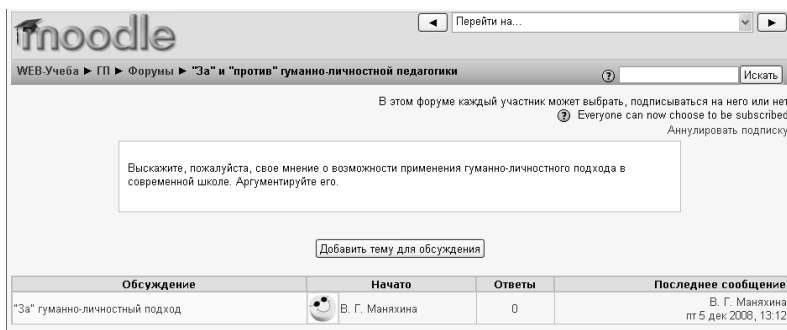 moodle
Перейти на...
WEB-Учеба ► ГП ► Форумы ► "За" и "против" гуманно-личностной педагогики
Искать
В этом форуме каждый участник может выбрать, подписываться на него или нет
Everyone can now choose to be subscribed
Аннулировать подписку
Выскажите, пожалуйста, свое мнение о возможности применения гуманно-личностного подхода в
современной школе. Аргументируйте его.
Добавить тему для обсуждения
Обсуждение Начато Ответы Последнее сообщение
"За" гуманно-личностный подход В. Г. Маняхина 0 В. Г. Маняхина
пт 5 дек 2008, 13:12